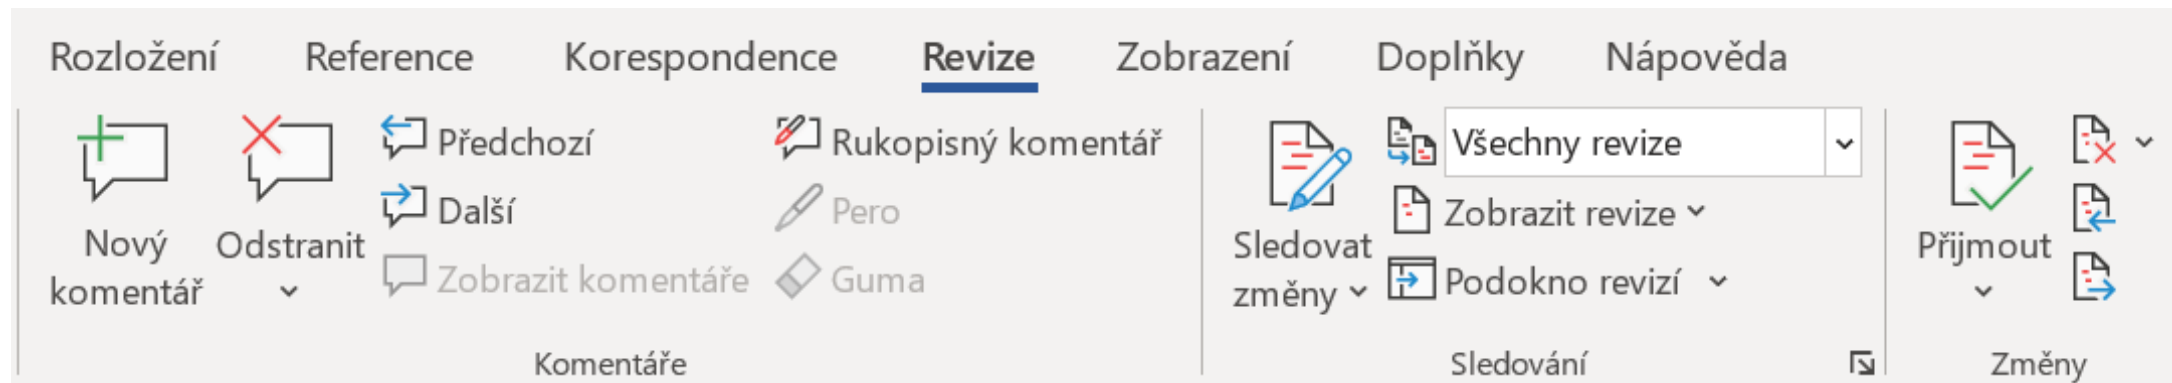 Rozložení Reference Korespondence Revize Zobrazení Doplňky Nápověda
Nový
komentář
Odstranit
Předchozí
Další
Zobrazit komentáře
Rukopisný komentář
Pero
Guma
Komentáře
Sledovat
změny
Všechny revize
Zobrazit revize
Podokno revizí
Sledování
Přijmout
Změny